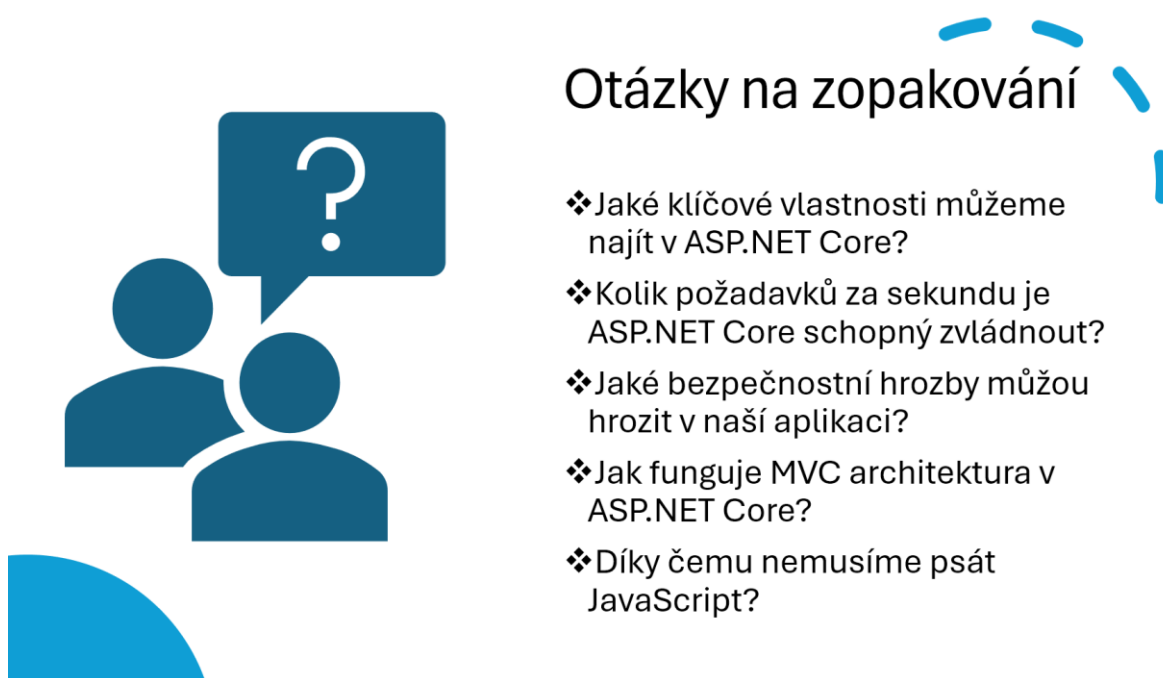 ?
Otázky na zopakování
❖Jaké klíčové vlastnosti můžeme
najít v ASP.NET Core?
❖Kolik požadavků za sekundu je
ASP.NET Core schopný zvládnout?
❖Jaké bezpečnostní hrozby můžou
hrozit v naší aplikaci?
❖Jak funguje MVC architektura v
ASP.NET Core?
❖Díky čemu nemusíme psát
JavaScript?